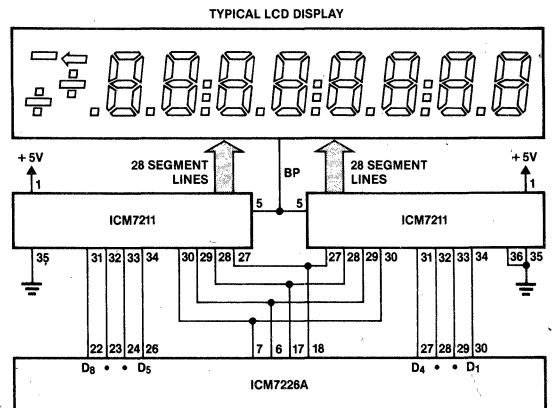 TYPICAL LCD DISPLAY
+ 5V
28 SEGMENT
LINES
BP
28 SEGMENT
LINES
+ 5V
1
5
5
1
ICM7211
ICM7211
35
31 32 33 34
30 29 28 27
27 28 29 30
31 32 33 34
36 35
22 23 24 26
7 6 17 18
27 28 29 30
D8 • • D5
D4 • • D1
ICM7226A